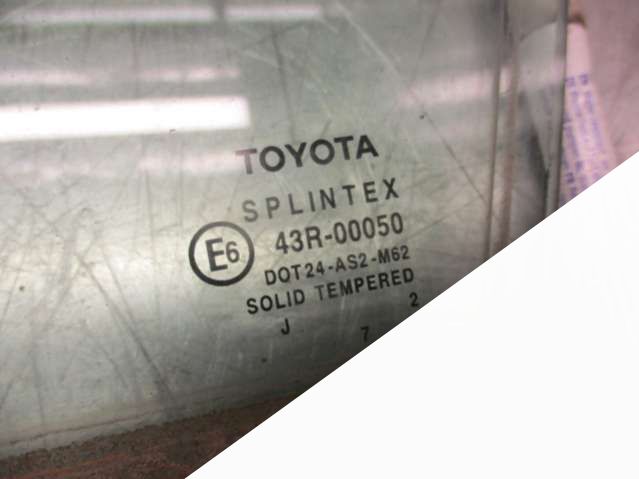 TOYOTA
SPLINTEX
E6 43R-00050
DOT24-AS2-M62
SOLID TEMPERED
J 7 2